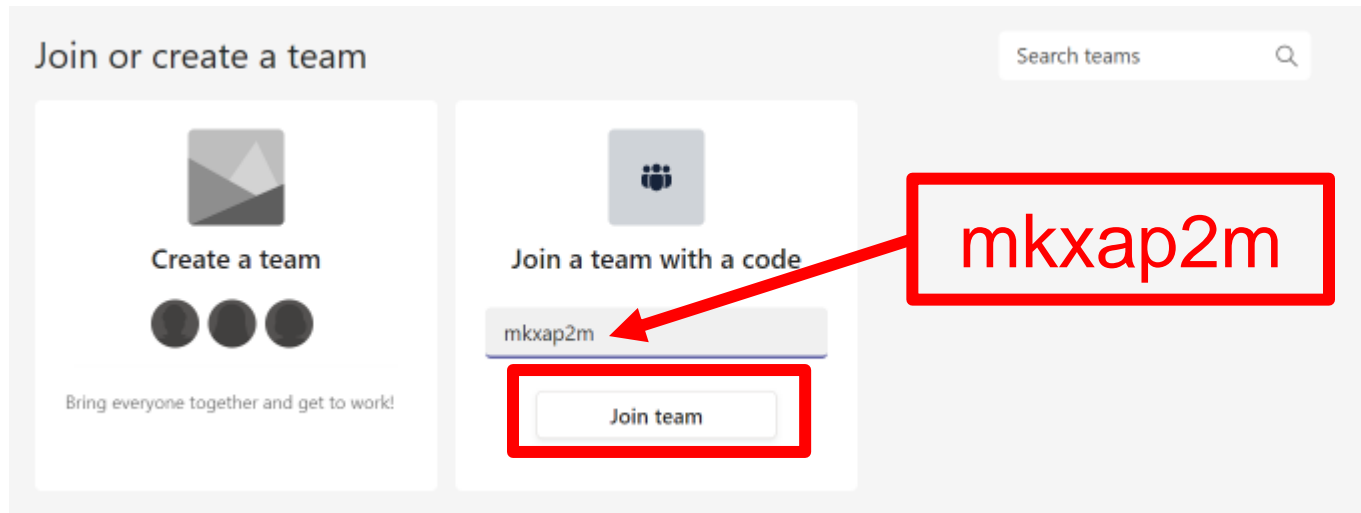 Join or create a team
Search teams
Create a team
Bring everyone together and get to work!
Join a team with a code
mkxap2m
Join team
mkxap2m